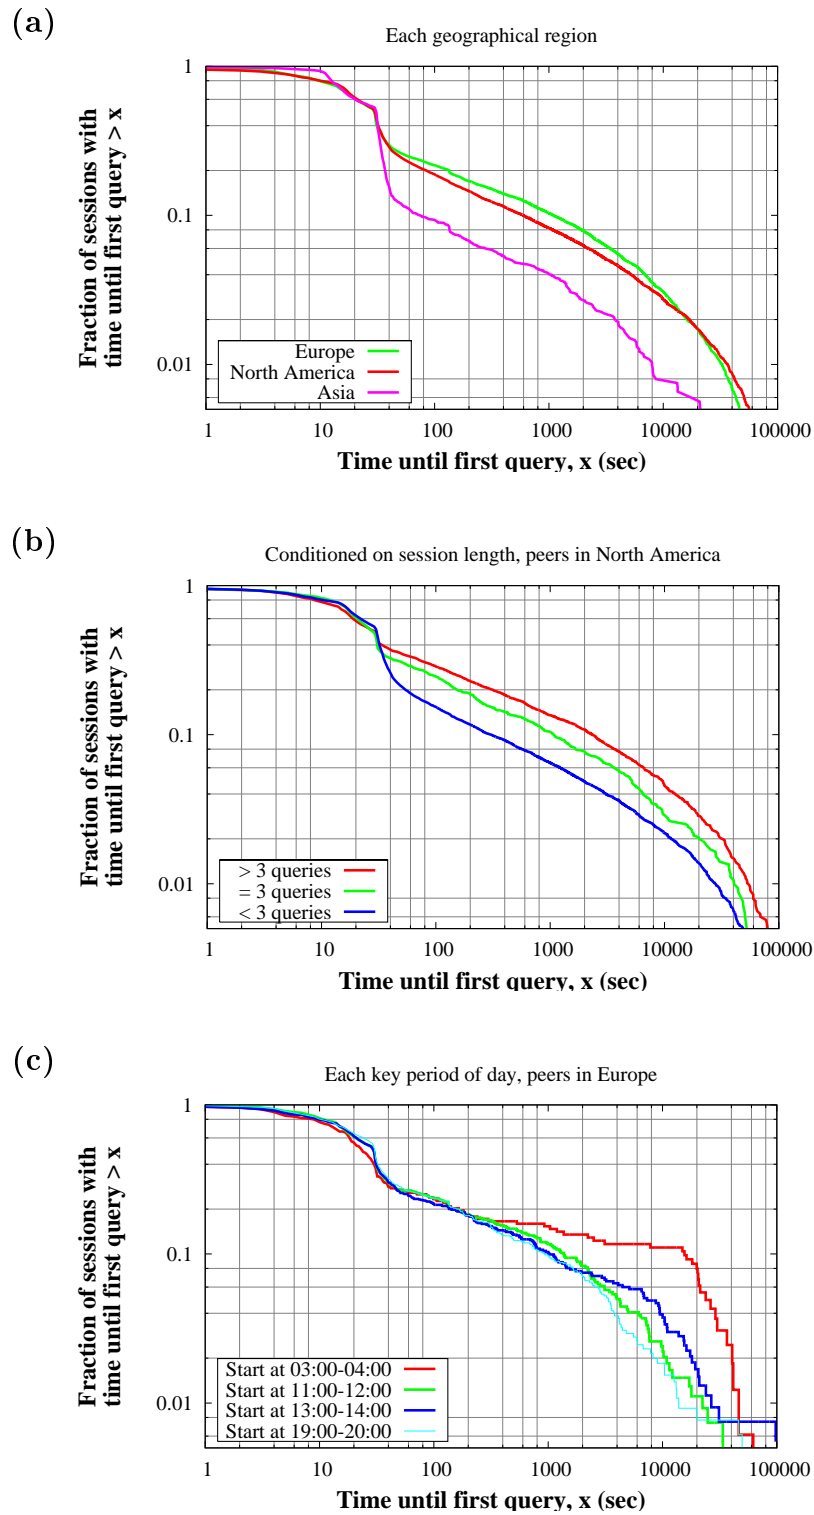 (a)
Each geographical region
Fraction of sessions with
time until first query > x
1
0.1
0.01
Europe
North America
Asia
1 10 100 1000 10000 100000
Time until first query, x (sec)
(b)
Conditioned on session length, peers in North America
Fraction of sessions with
time until first query > x
1
0.1
0.01
> 3 queries
= 3 queries
< 3 queries
1 10 100 1000 10000 100000
Time until first query, x (sec)
(c)
Each key period of day, peers in Europe
Fraction of sessions with
time until first query > x
1
0.1
0.01
Start at 03:00-04:00
Start at 11:00-12:00
Start at 13:00-14:00
Start at 19:00-20:00
1 10 100 1000 10000 100000
Time until first query, x (sec)